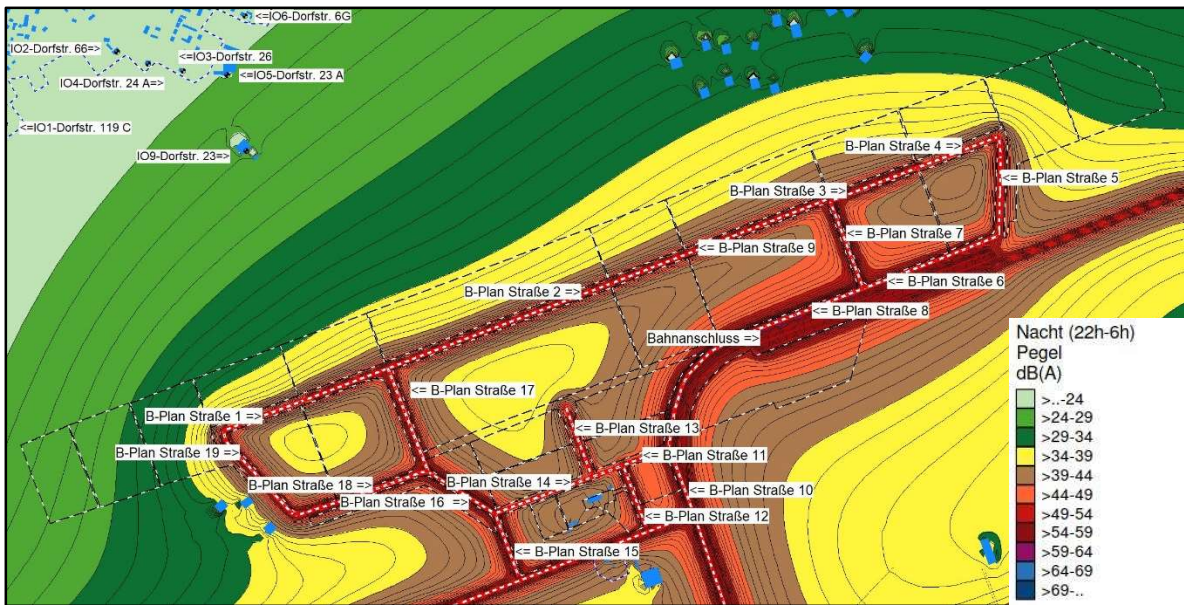 <=IO6-Dorfstr. 6G
IO2-Dorfstr. 66=>
<=IO3-Dorfstr. 26
IO4-Dorfstr. 24 A=>
<=IO5-Dorfstr. 23 A
<=IO1-Dorfstr. 119 C
IO9-Dorfstr. 23=>
B-Plan Straße 4 =>
<= B-Plan Straße 5
B-Plan Straße 3 =>
<= B-Plan Straße 7
<= B-Plan Straße 9
<= B-Plan Straße 6
B-Plan Straße 2 =>
<= B-Plan Straße 8
Bahnanschluss =>
<= B-Plan Straße 17
B-Plan Straße 1 =>
<= B-Plan Straße 13
B-Plan Straße 19 =>
<= B-Plan Straße 11
B-Plan Straße 18 =>
B-Plan Straße 14 =>
<= B-Plan Straße 10
B-Plan Straße 16 =>
<= B-Plan Straße 12
<= B-Plan Straße 15
Nacht (22h-6h)
Pegel
dB(A)
>..-24
>24-29
>29-34
>34-39
>39-44
>44-49
>49-54
>54-59
>59-64
>64-69
>69-..